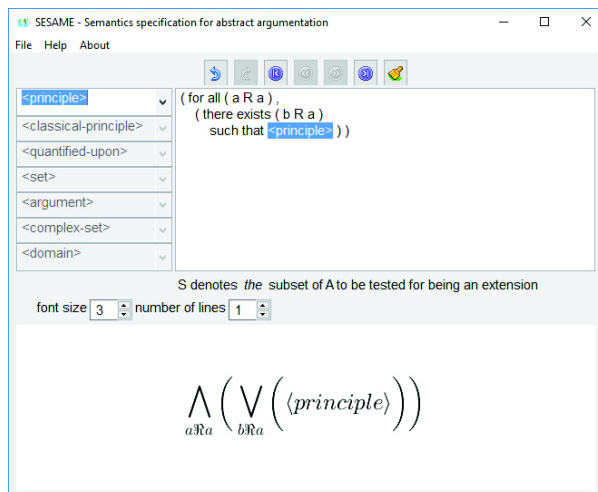 SESAME - Semantics specification for abstract argumentation
File Help About
<principle>
<classical-principle>
<quantified-upon>
<set>
<argument>
<complex-set>
<domain>
( for all ( a R a ) ,
( there exists ( b R a )
such that <principle> ) )
S denotes the subset of A to be tested for being an extension
font size 3 number of lines 1
⋀ ( ⋁ ( ⟨principle⟩ ) )
aℜa bℜa